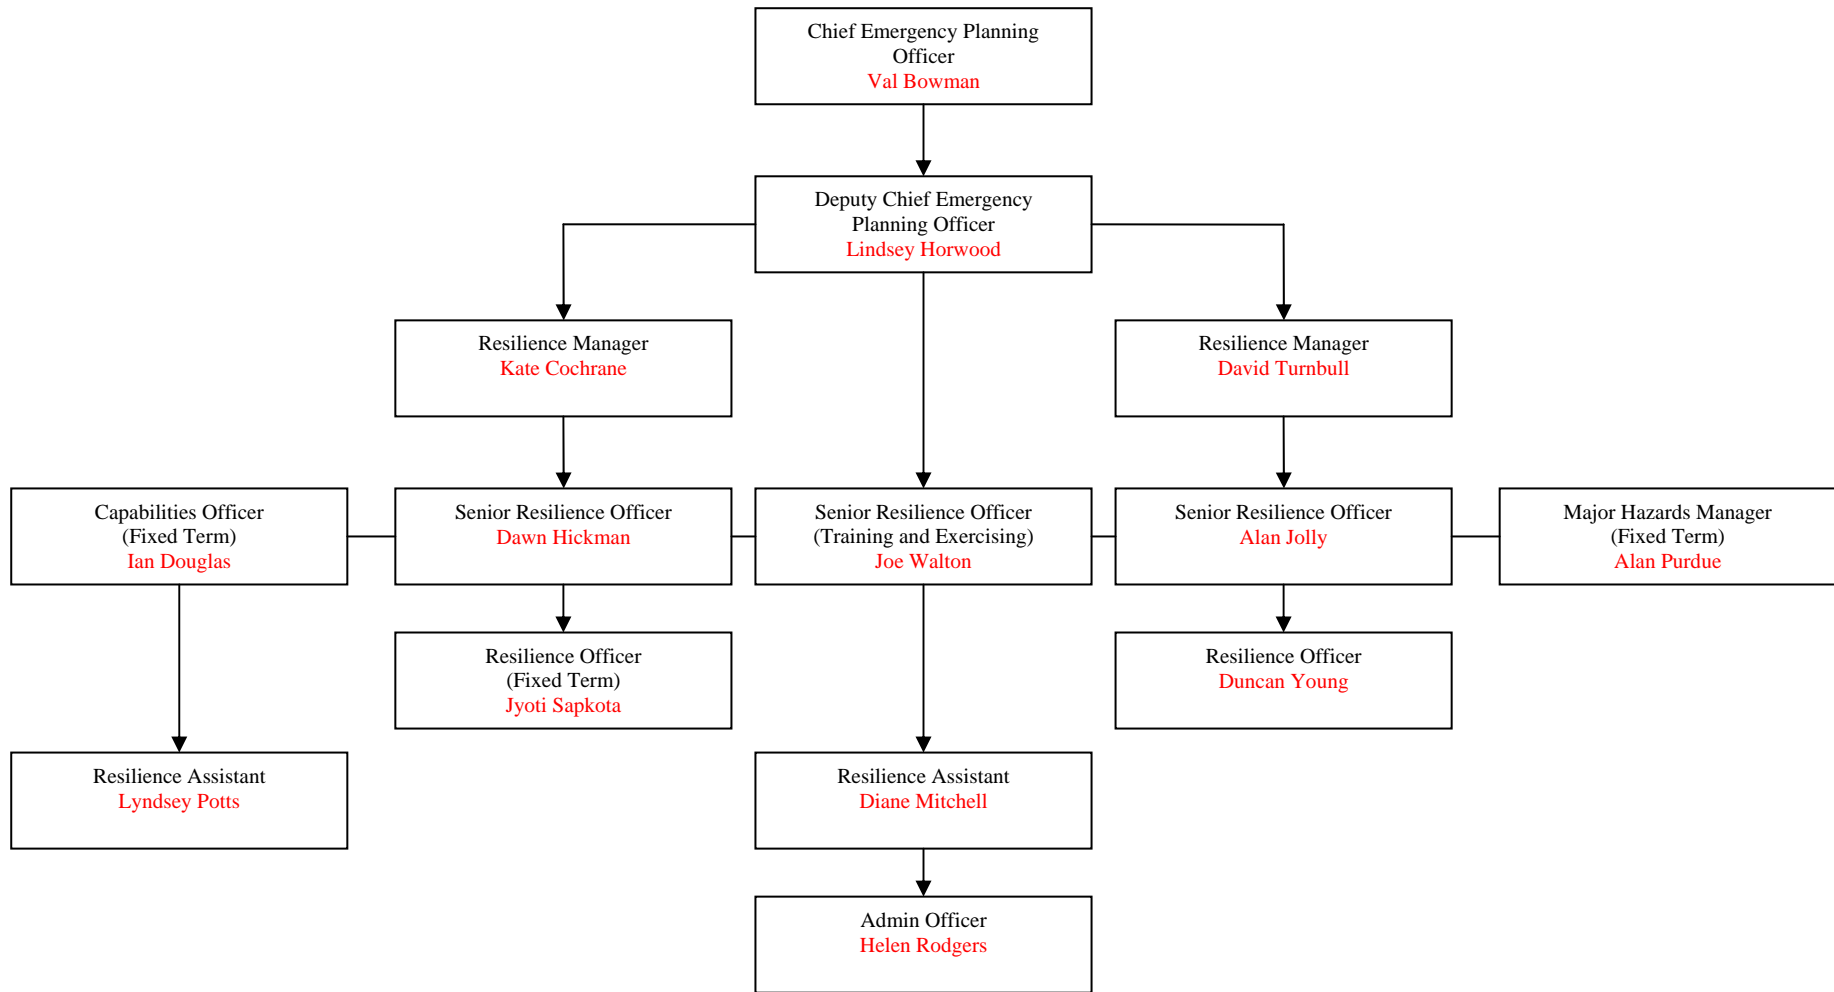 Chief Emergency Planning
Officer
Val Bowman
Deputy Chief Emergency
Planning Officer
Lindsey Horwood
Resilience Manager
Kate Cochrane
Resilience Manager
David Turnbull
Capabilities Officer
(Fixed Term)
Ian Douglas
Senior Resilience Officer
Dawn Hickman
Senior Resilience Officer
(Training and Exercising)
Joe Walton
Senior Resilience Officer
Alan Jolly
Major Hazards Manager
(Fixed Term)
Alan Purdue
Resilience Officer
(Fixed Term)
Jyoti Sapkota
Resilience Officer
Duncan Young
Resilience Assistant
Lyndsey Potts
Resilience Assistant
Diane Mitchell
Admin Officer
Helen Rodgers